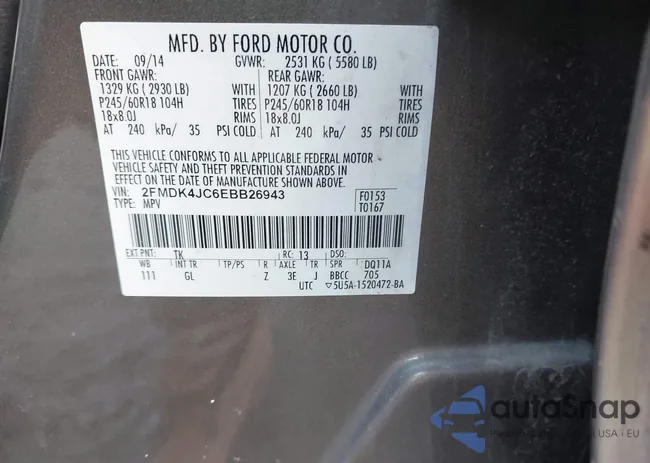 MFD. BY FORD MOTOR CO.
DATE: 09/14 GVWR: 2531 KG ( 5580 LB)
FRONT GAWR: REAR GAWR:
1329 KG ( 2930 LB) WITH 1207 KG ( 2660 LB) WITH
P245/60R18 104H TIRES P245/60R18 104H TIRES
18x8.0J RIMS 18x8.0J RIMS
AT 240 kPa/ 35 PSI COLD AT 240 kPa/ 35 PSI COLD
THIS VEHICLE CONFORMS TO ALL APPLICABLE FEDERAL MOTOR
VEHICLE SAFETY AND THEFT PREVENTION STANDARDS IN
EFFECT ON THE DATE OF MANUFACTURE SHOWN ABOVE.
VIN: 2FMDK4JC6EBB26943 F0153
TYPE: MPV T0167
EXT PNT: TK RC: 13 DSO:
WB INT TR TP/PS R AXLE TR SPR DQ11A
111 GL Z 3E J BBCC 705
UTC ▽5U5A-1520472-BA
autoSnap
USA i EU